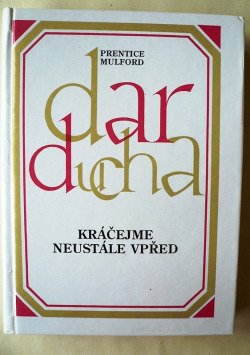 PRENTICE
MULFORD
dar
ducha
KRÁČEJME
NEUSTÁLE VPŘED